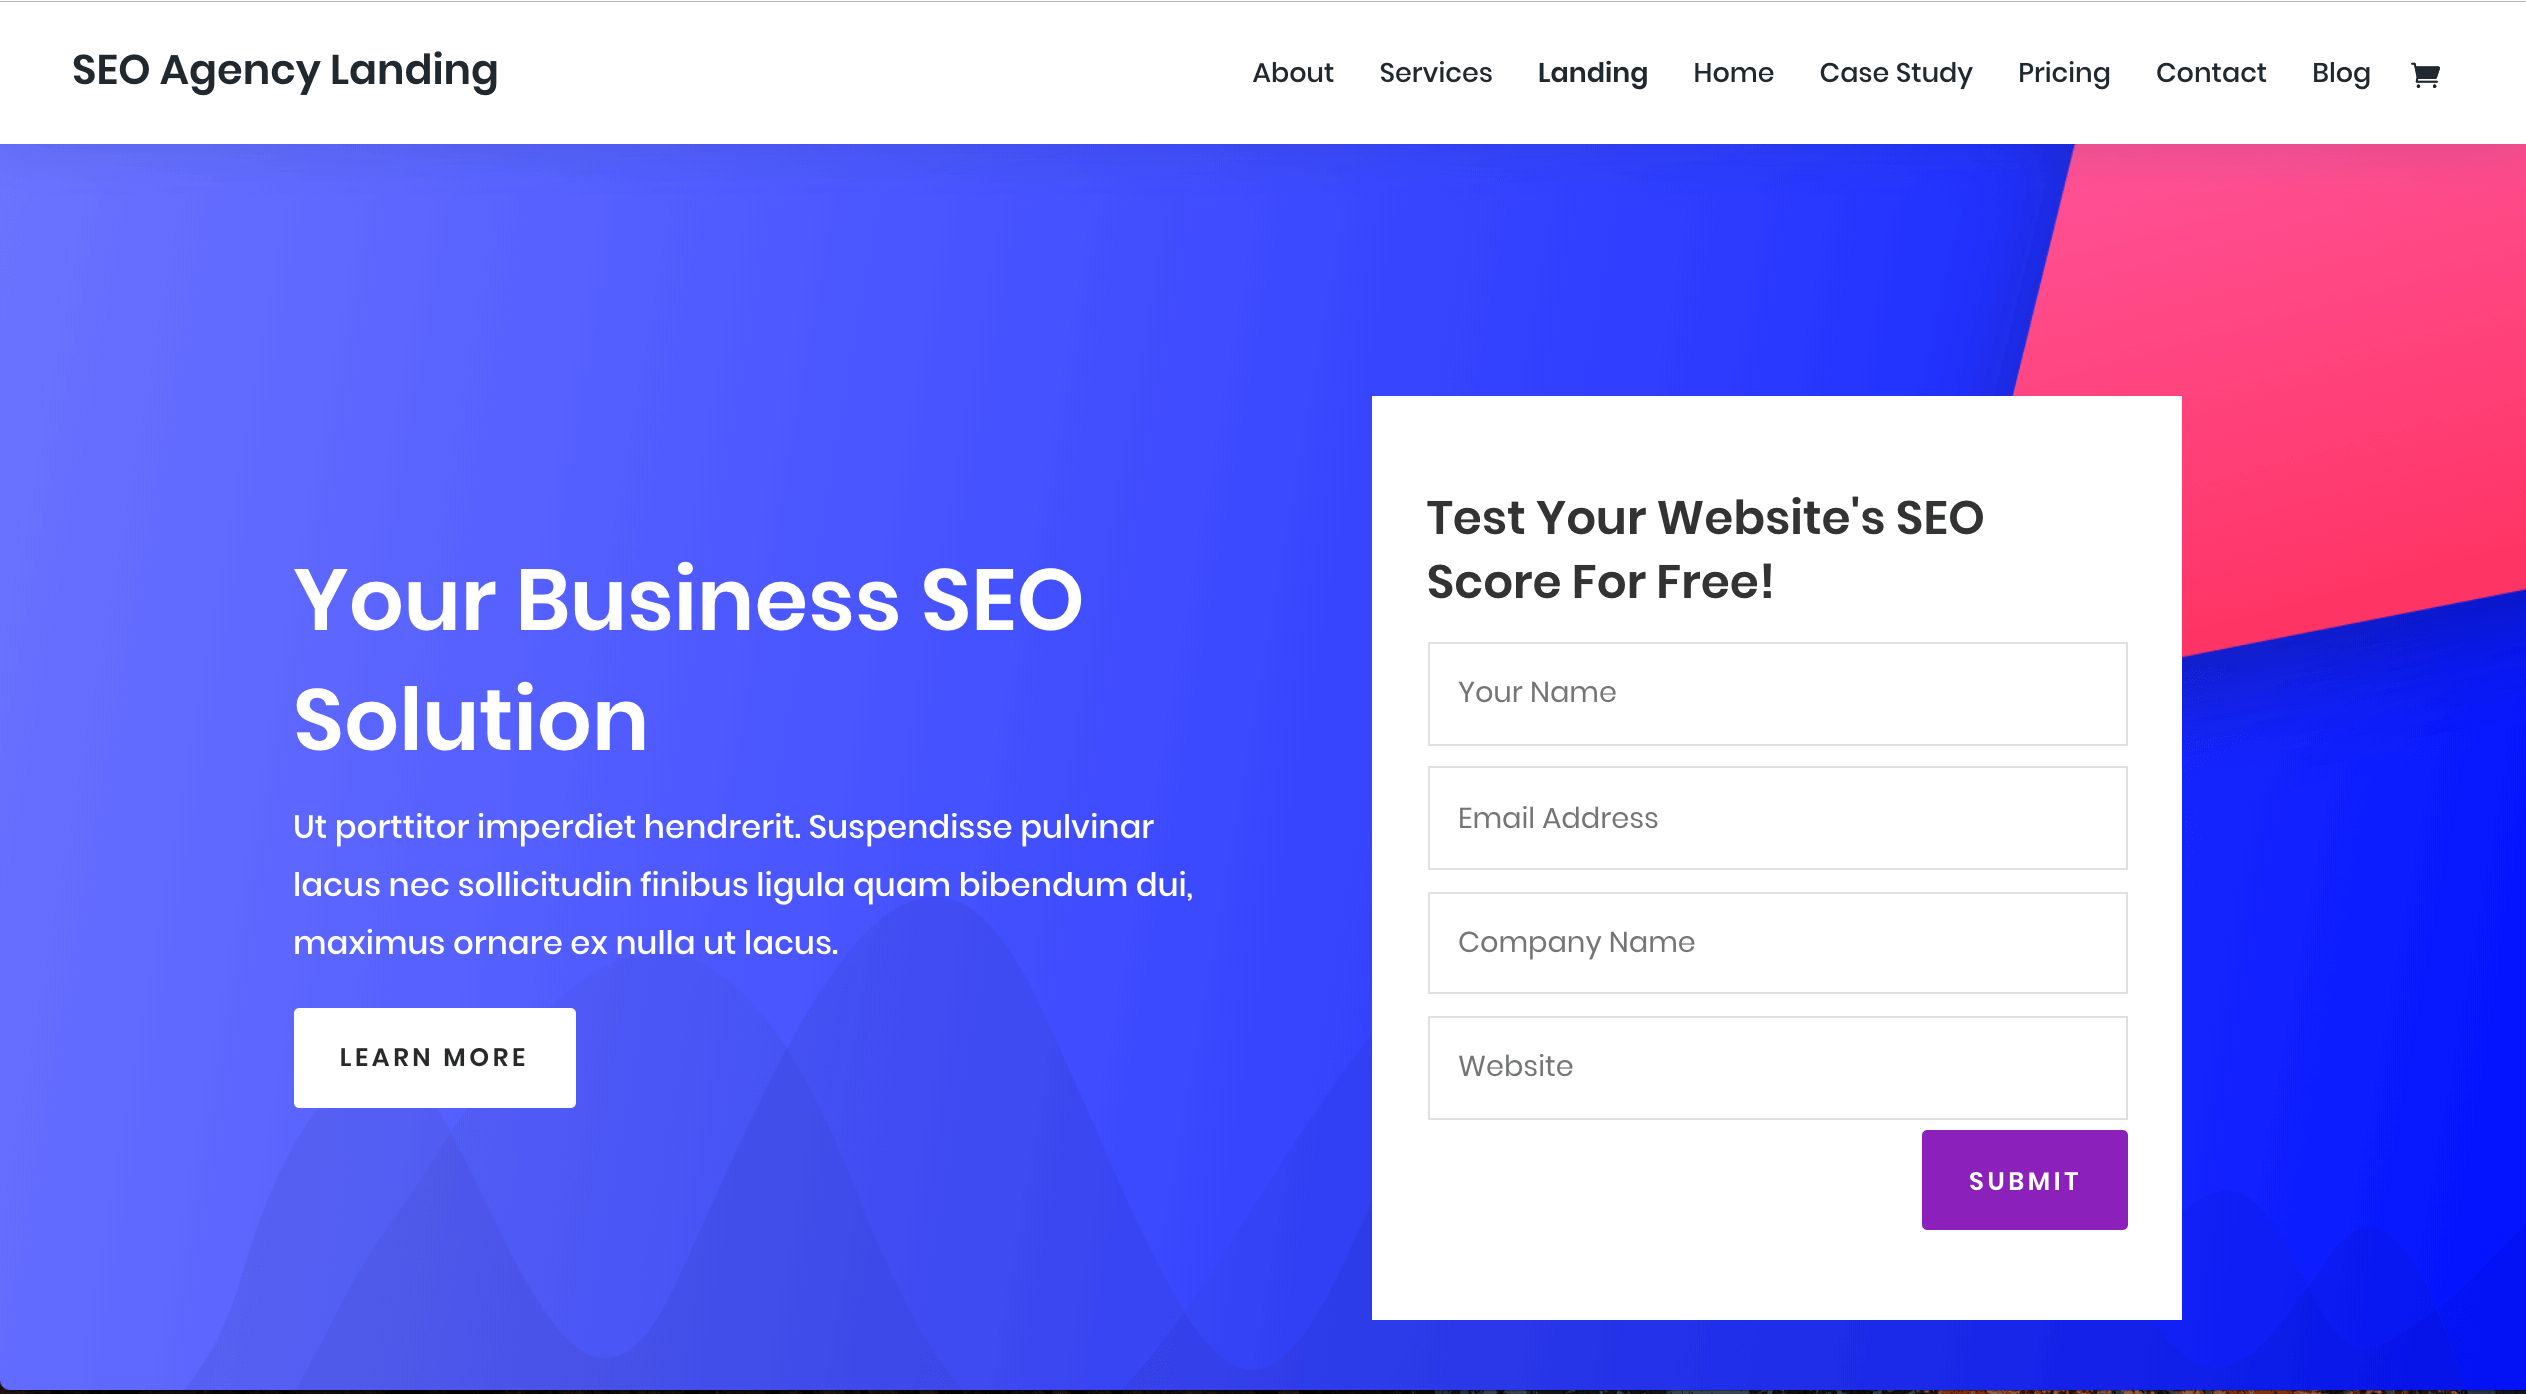 SEO Agency Landing
About Services Landing Home Case Study Pricing Contact Blog
Your Business SEO
Solution
Ut porttitor imperdiet hendrerit. Suspendisse pulvinar
lacus nec sollicitudin finibus ligula quam bibendum dui,
maximus ornare ex nulla ut lacus.
LEARN MORE
Test Your Website's SEO
Score For Free!
Your Name
Email Address
Company Name
Website
SUBMIT